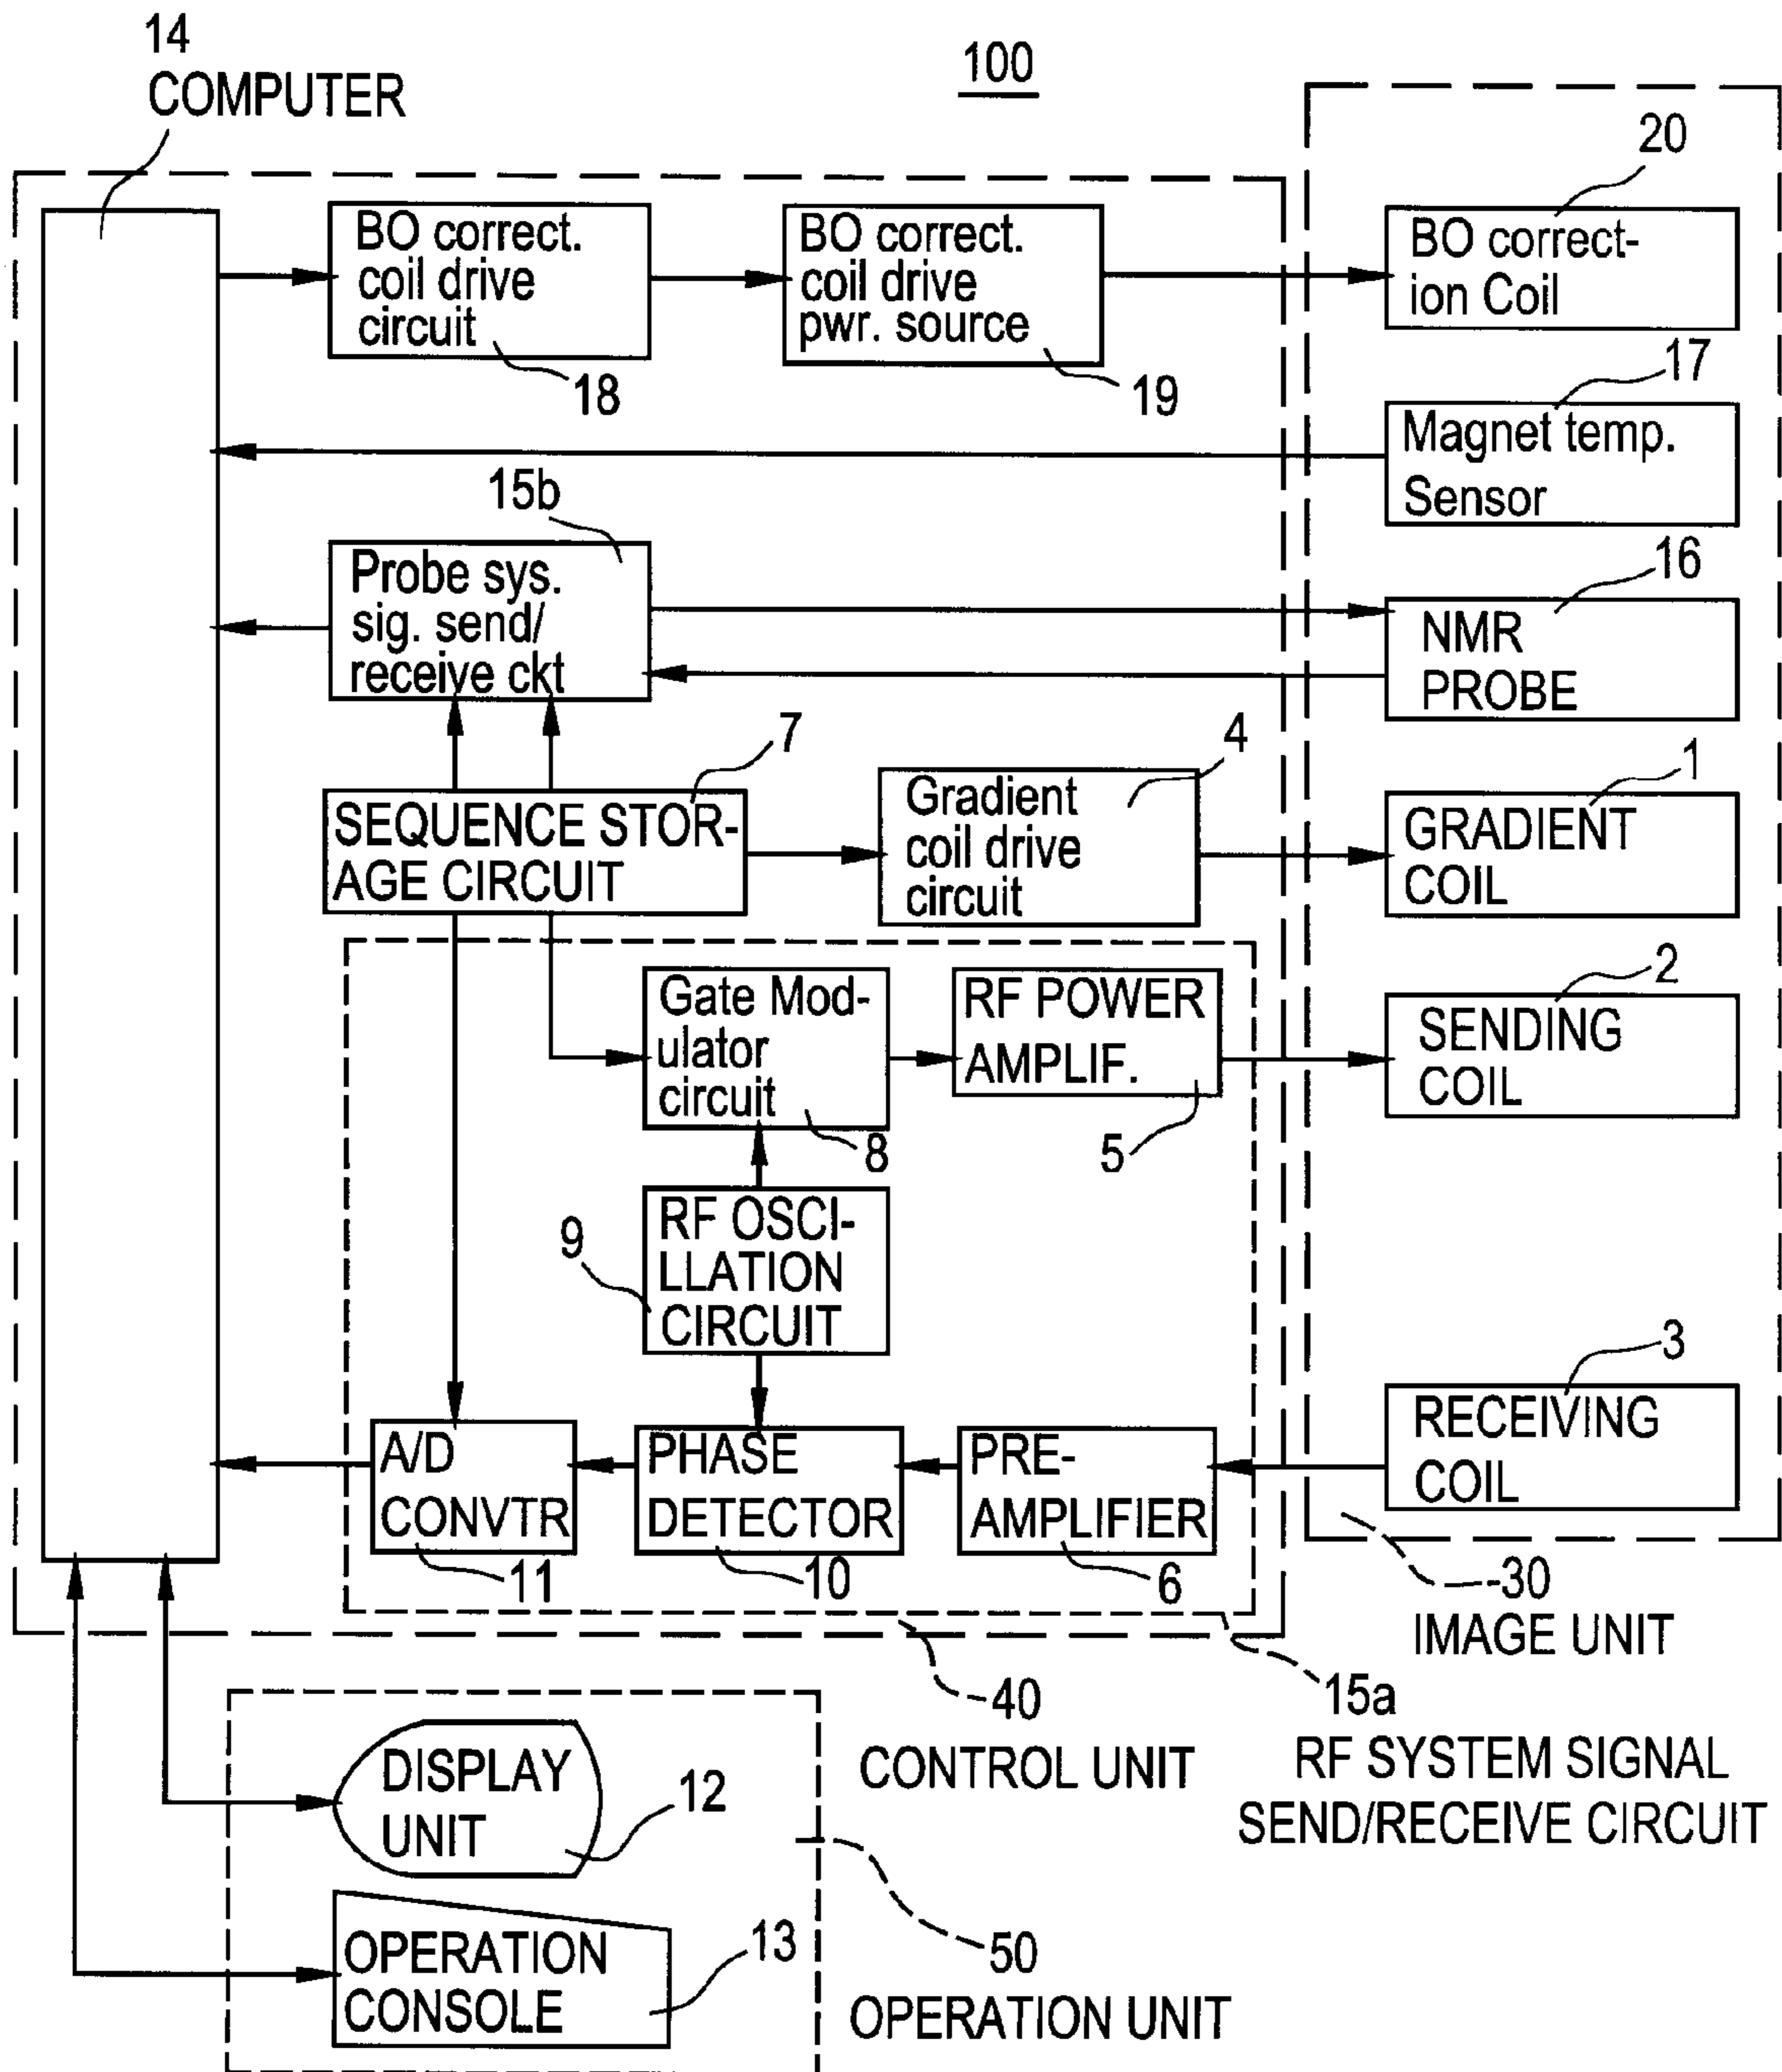 14
COMPUTER
100
20
BO correct.
coil drive
circuit
18
BO correct.
coil drive
pwr. source
19
BO correct-
ion Coil
17
Magnet temp.
Sensor
15b
Probe sys.
sig. send/
receive ckt
16
NMR
PROBE
7
SEQUENCE STOR-
AGE CIRCUIT
4
Gradient
coil drive
circuit
1
GRADIENT
COIL
Gate Mod-
ulator
circuit
8
RF POWER
AMPLIF.
5
2
SENDING
COIL
9
RF OSCI-
LLATION
CIRCUIT
3
RECEIVING
COIL
A/D
CONVTR
11
PHASE
DETECTOR
10
PRE-
AMPLIFIER
6
30
IMAGE UNIT
40
CONTROL UNIT
15a
RF SYSTEM SIGNAL
SEND/RECEIVE CIRCUIT
DISPLAY
UNIT
12
OPERATION
CONSOLE
13
50
OPERATION UNIT